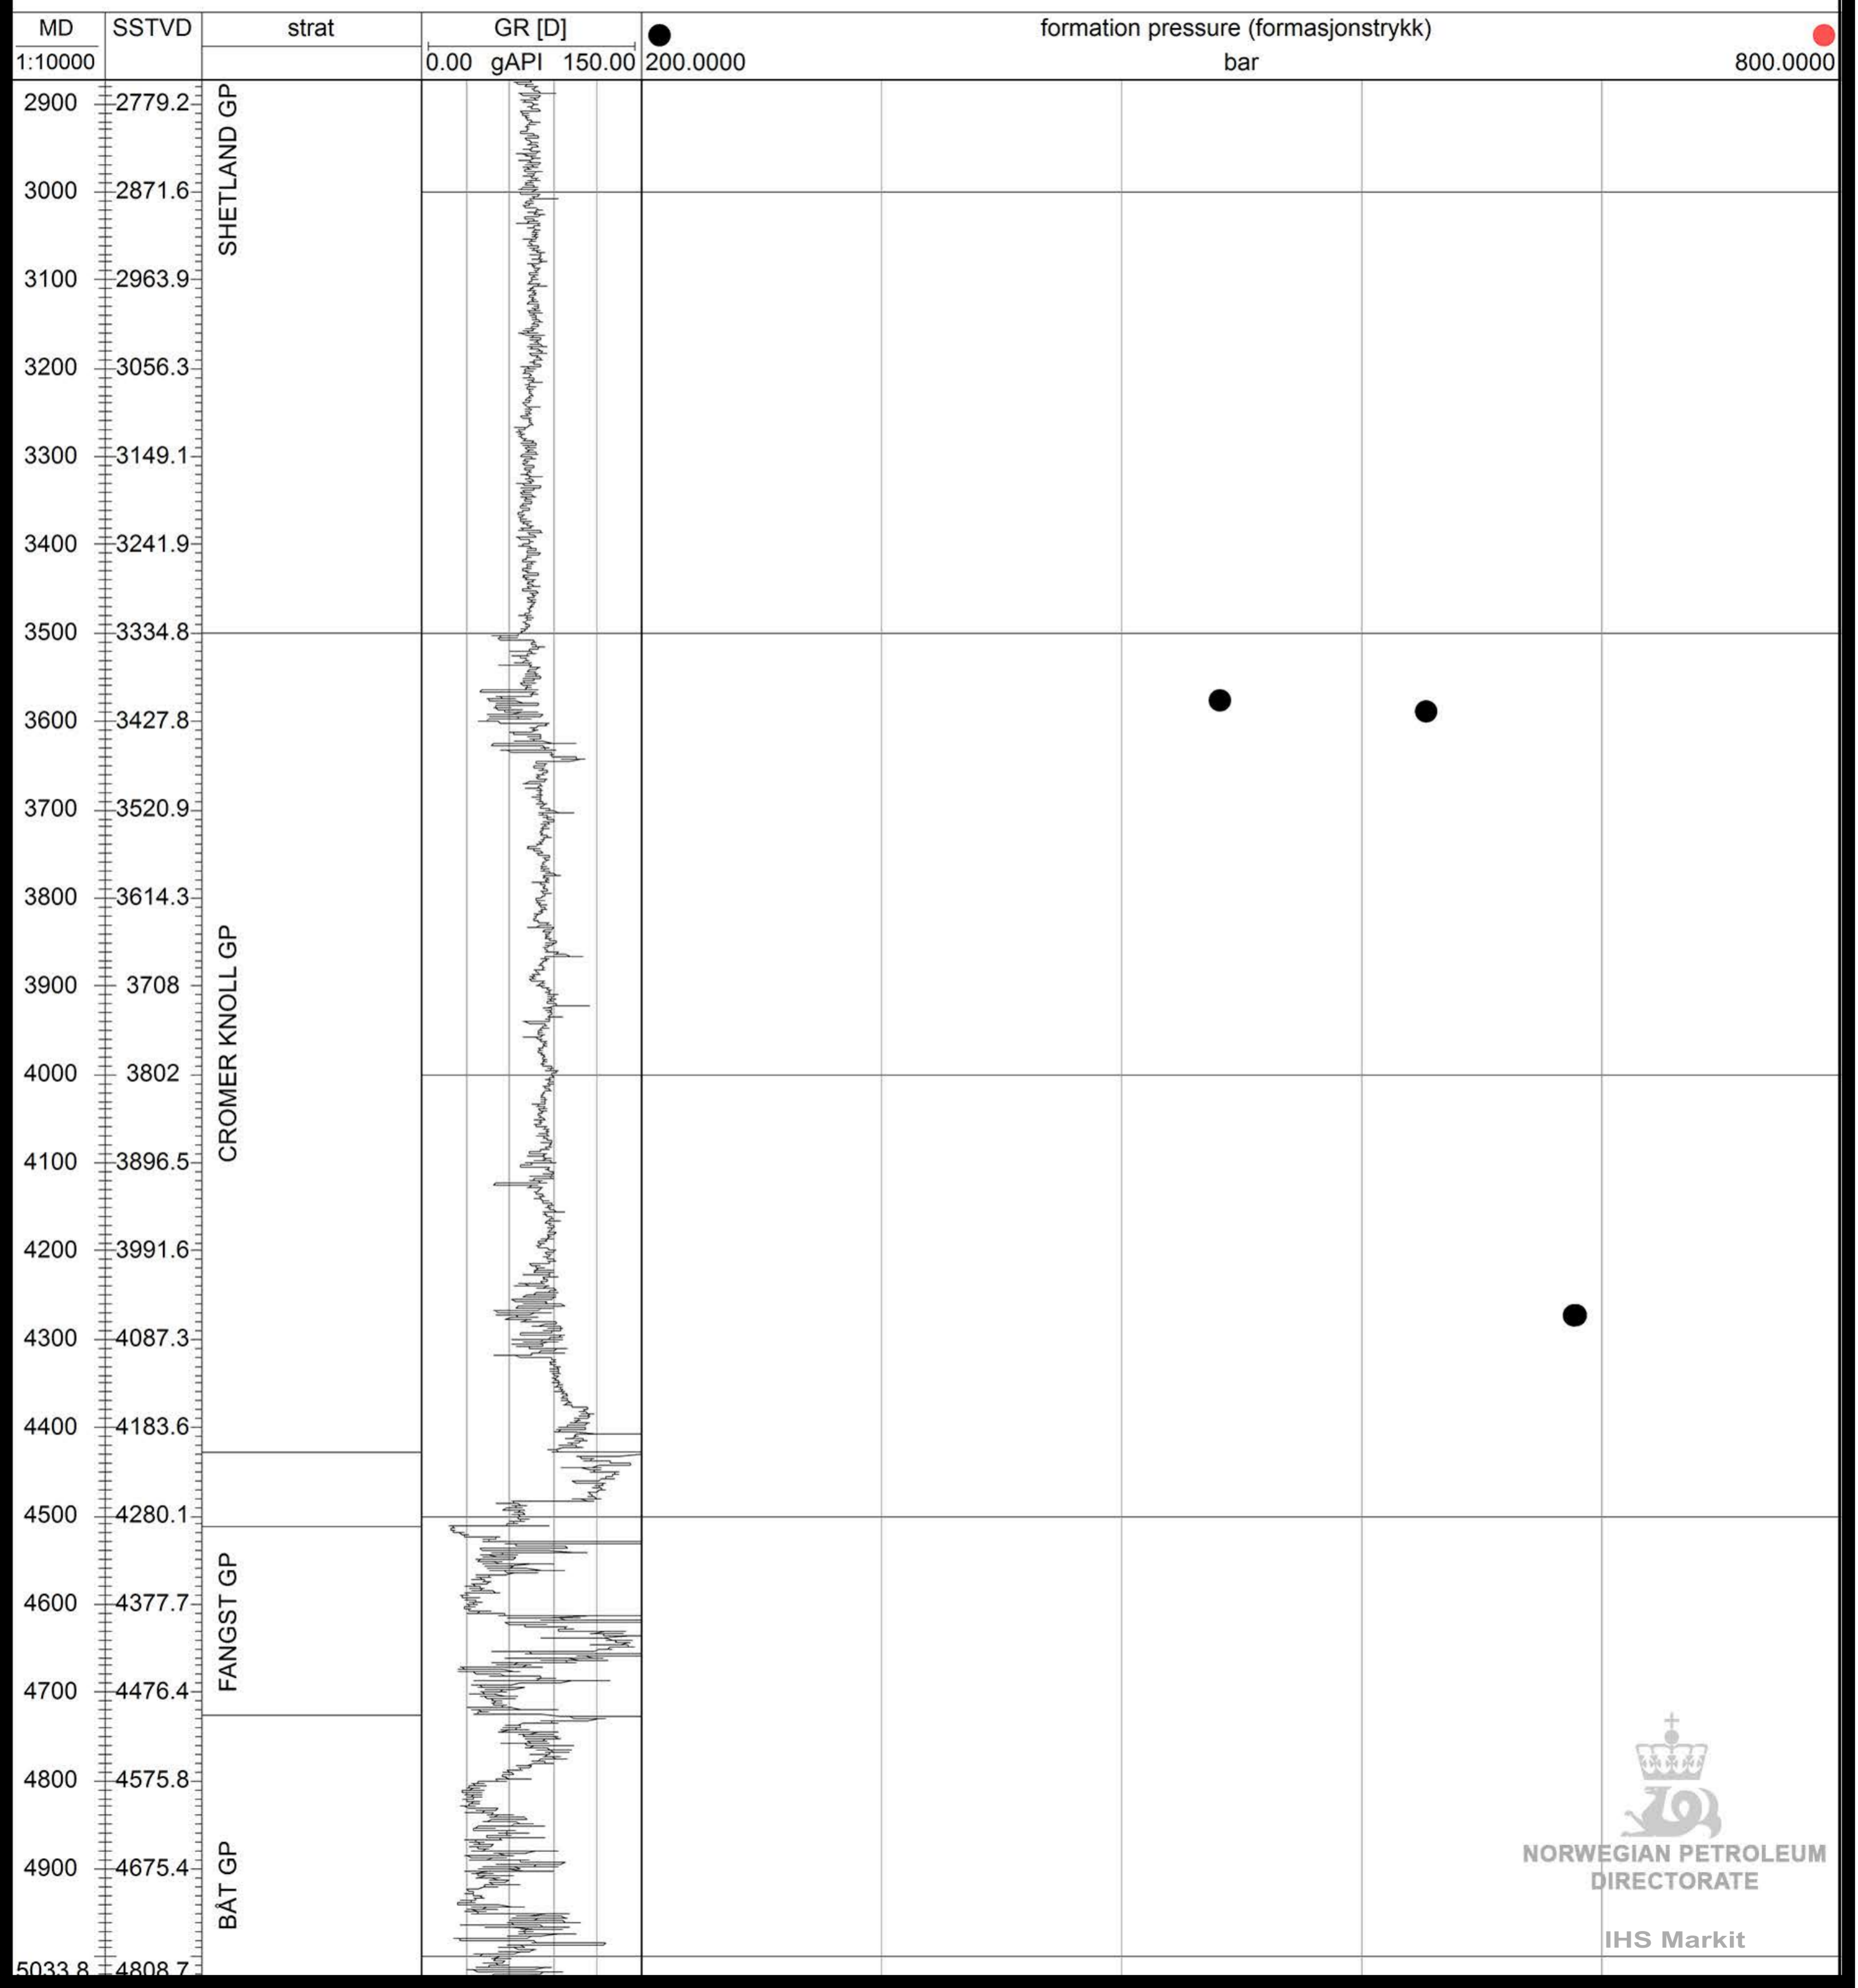 MD SSTVD strat GR [D] formation pressure (formasjonstrykk)
1:10000 0.00 gAPI 150.00 200.0000 bar 800.0000
SHETLAND GP
2900 2779.2
3000 2871.6
3100 2963.9
3200 3056.3
3300 3149.1
3400 3241.9
3500 3334.8
CROMER KNOLL GP
3600 3427.8
3700 3520.9
3800 3614.3
3900 3708
4000 3802
4100 3896.5
4200 3991.6
4300 4087.3
4400 4183.6
4500 4280.1
FANGST GP
4600 4377.7
4700 4476.4
4800 4575.8
BÅT GP
4900 4675.4
5033.8 4808.7
NORWEGIAN PETROLEUM
DIRECTORATE
IHS Markit